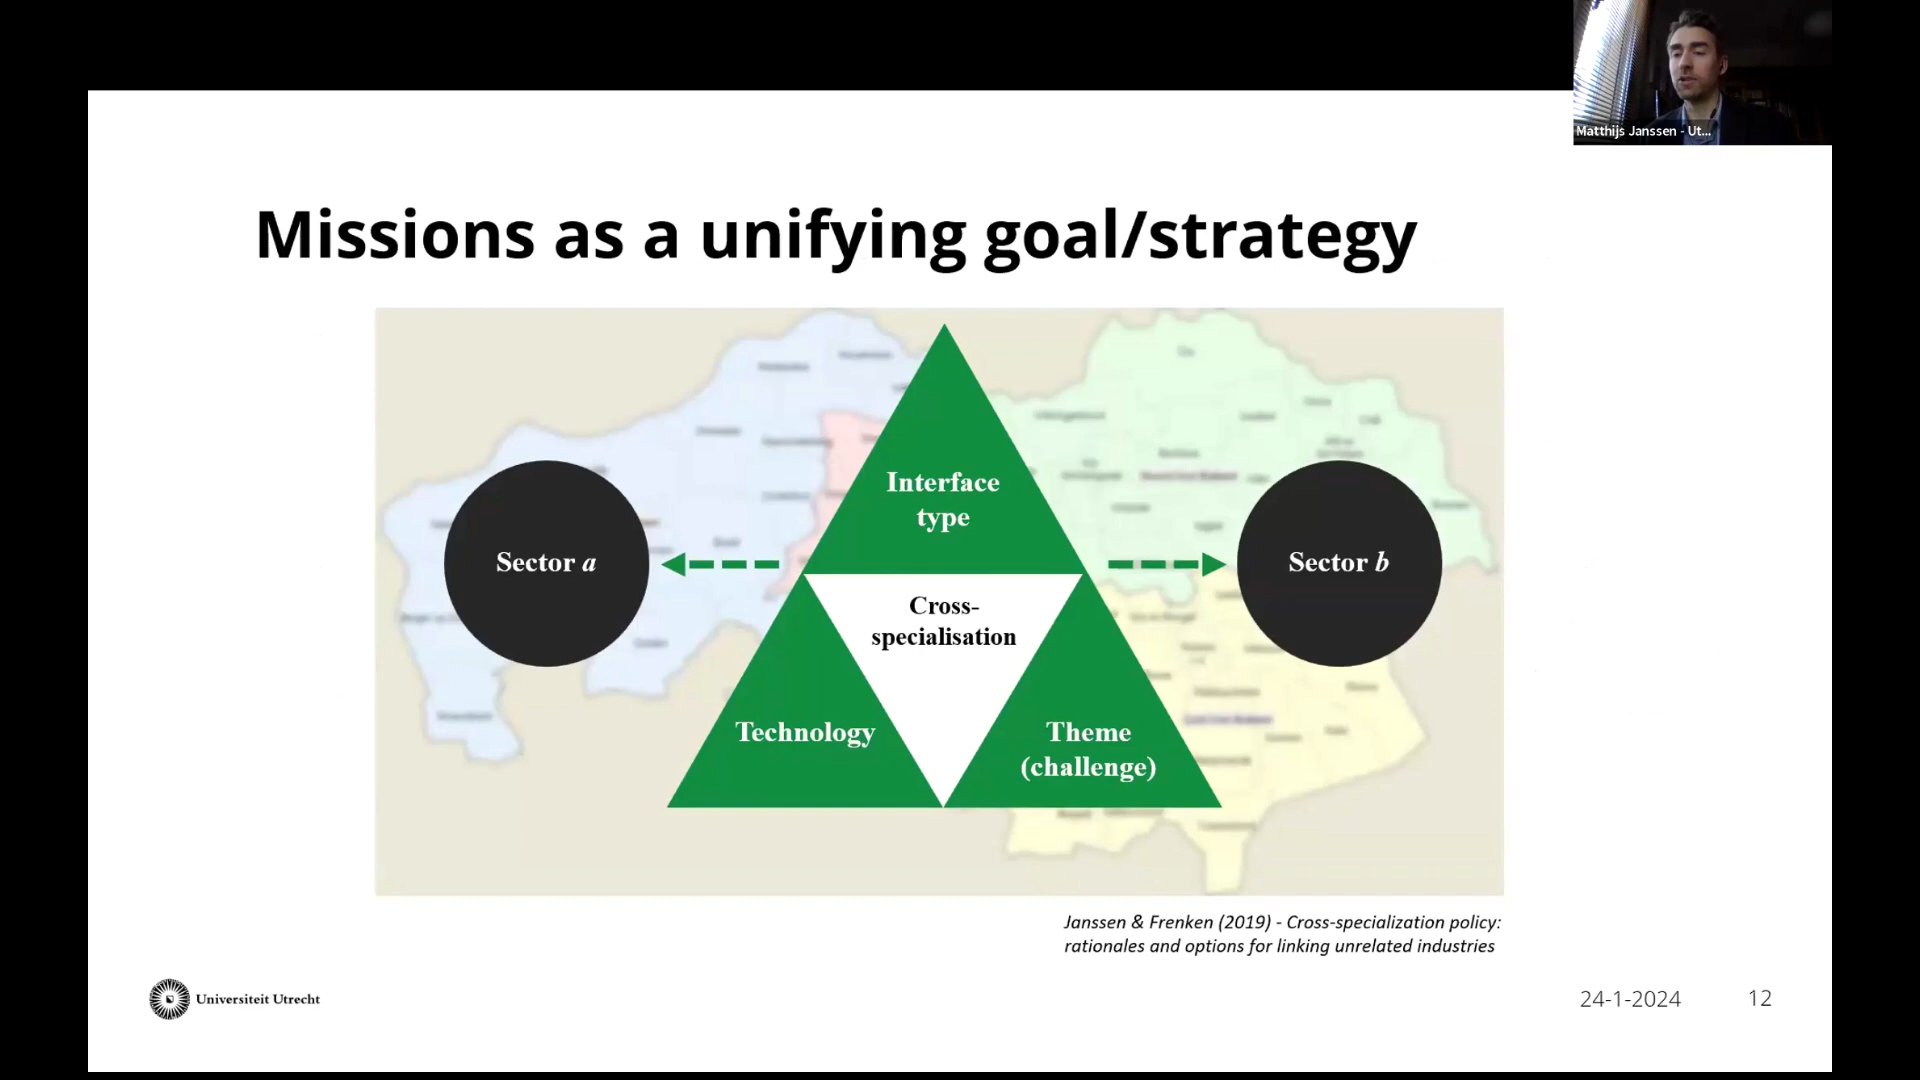 Matthijs Janssen - Ut...
Missions as a unifying goal/strategy
Interface
type
Sector a
Sector b
Cross-
specialisation
Technology
Theme
(challenge)
Janssen & Frenken (2019) - Cross-specialization policy:
rationales and options for linking unrelated industries
Universiteit Utrecht
24-1-2024
12